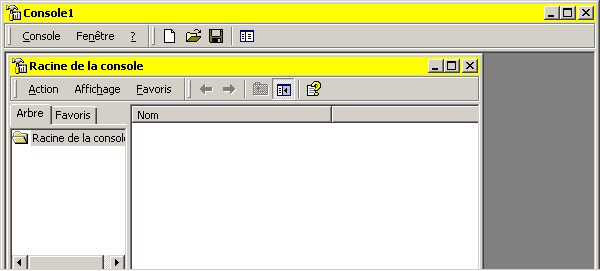 Console1
Console Fenêtre ?
Racine de la console
Action Affichage Favoris
Arbre Favoris
Nom
Racine de la consol